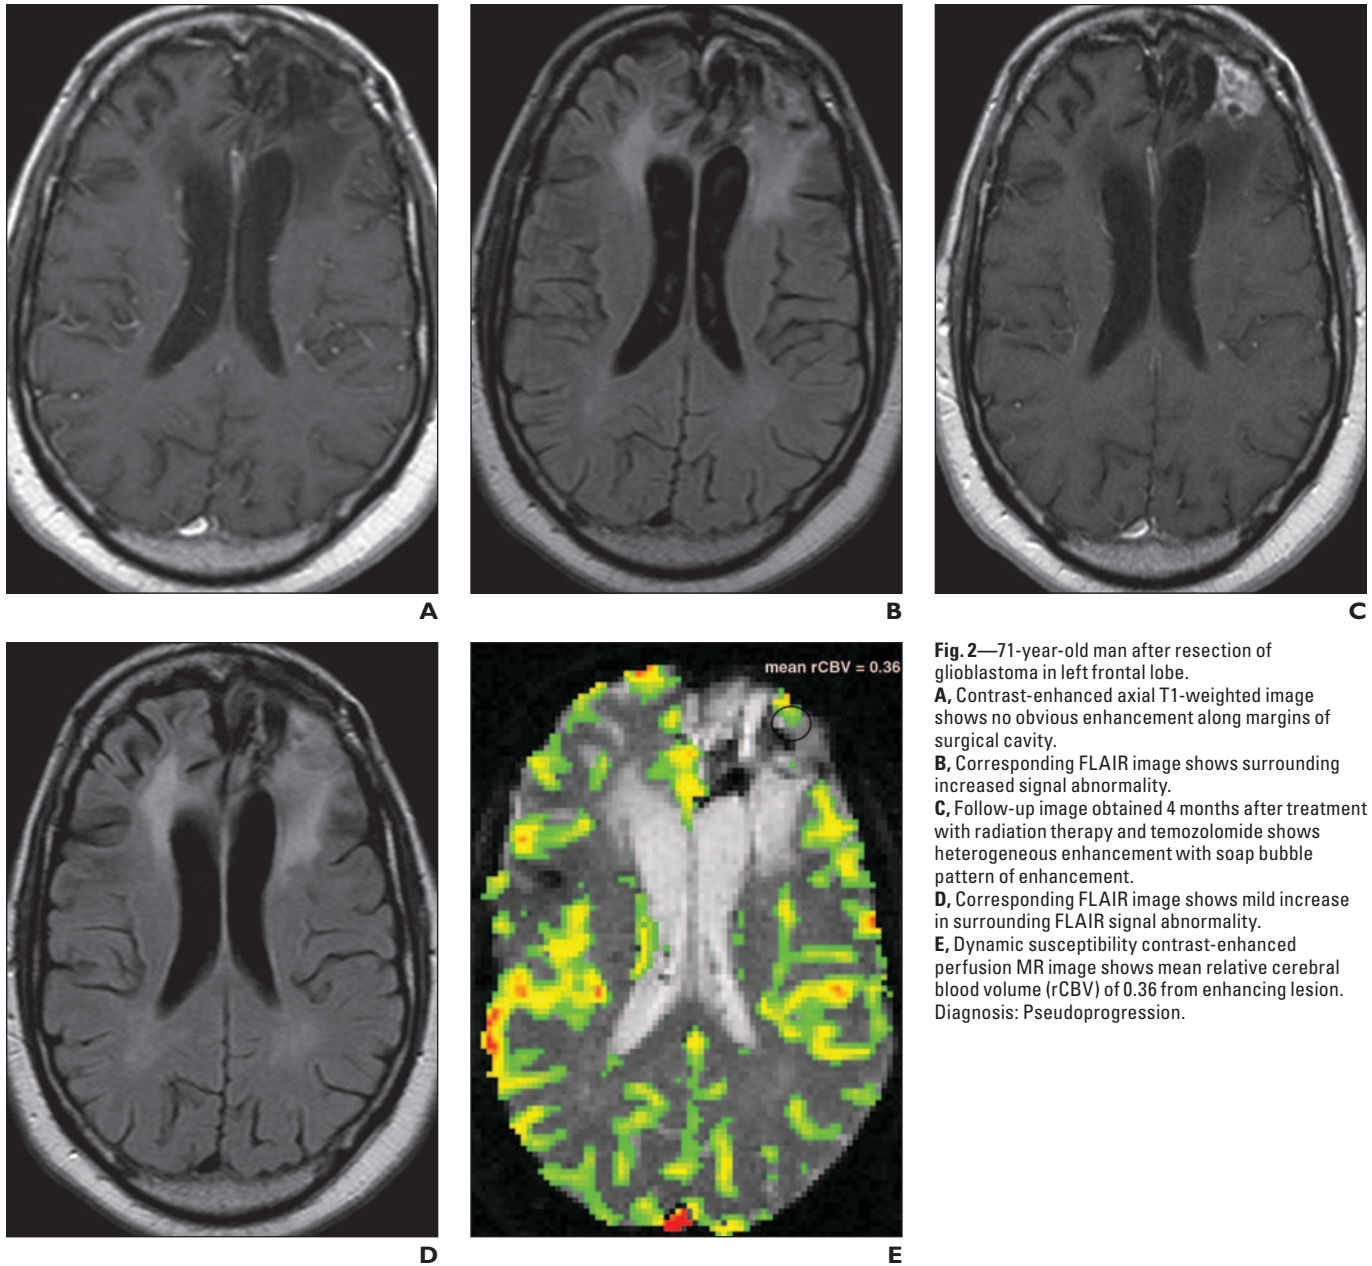 A
B
C
mean rCBV = 0.36
D
E
Fig. 2—71-year-old man after resection of
glioblastoma in left frontal lobe.
A, Contrast-enhanced axial T1-weighted image
shows no obvious enhancement along margins of
surgical cavity.
B, Corresponding FLAIR image shows surrounding
increased signal abnormality.
C, Follow-up image obtained 4 months after treatment
with radiation therapy and temozolomide shows
heterogeneous enhancement with soap bubble
pattern of enhancement.
D, Corresponding FLAIR image shows mild increase
in surrounding FLAIR signal abnormality.
E, Dynamic susceptibility contrast-enhanced
perfusion MR image shows mean relative cerebral
blood volume (rCBV) of 0.36 from enhancing lesion.
Diagnosis: Pseudoprogression.